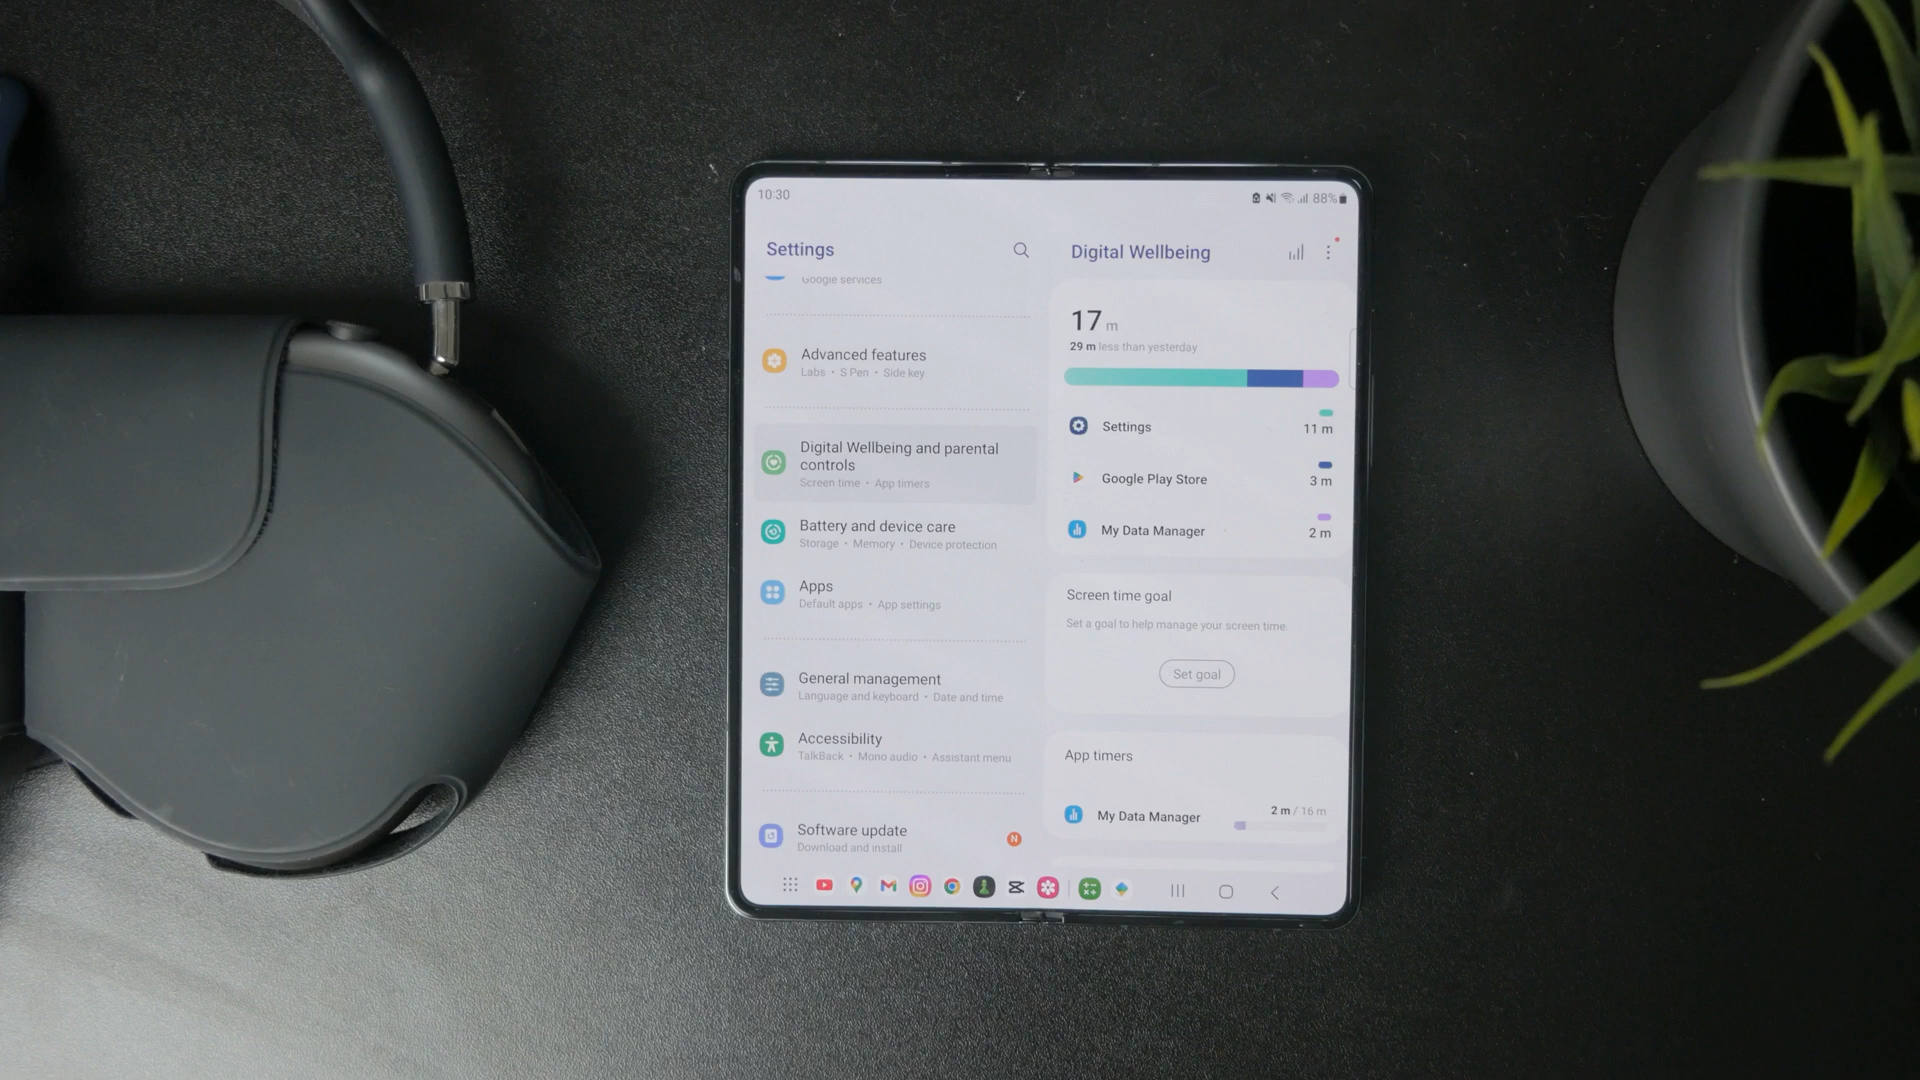 10:30
88%
Settings
Google services
Advanced features
Labs • S Pen • Side key
Digital Wellbeing and parental
controls
Screen time • App timers
Battery and device care
Storage • Memory • Device protection
Apps
Default apps • App settings
General management
Language and keyboard • Date and time
Accessibility
TalkBack • Mono audio • Assistant menu
Software update
N
Download and install
Digital Wellbeing
17 m
29 m less than yesterday
Settings
11 m
Google Play Store
3 m
My Data Manager
2 m
Screen time goal
Set a goal to help manage your screen time.
Set goal
App timers
My Data Manager
2 m / 16 m